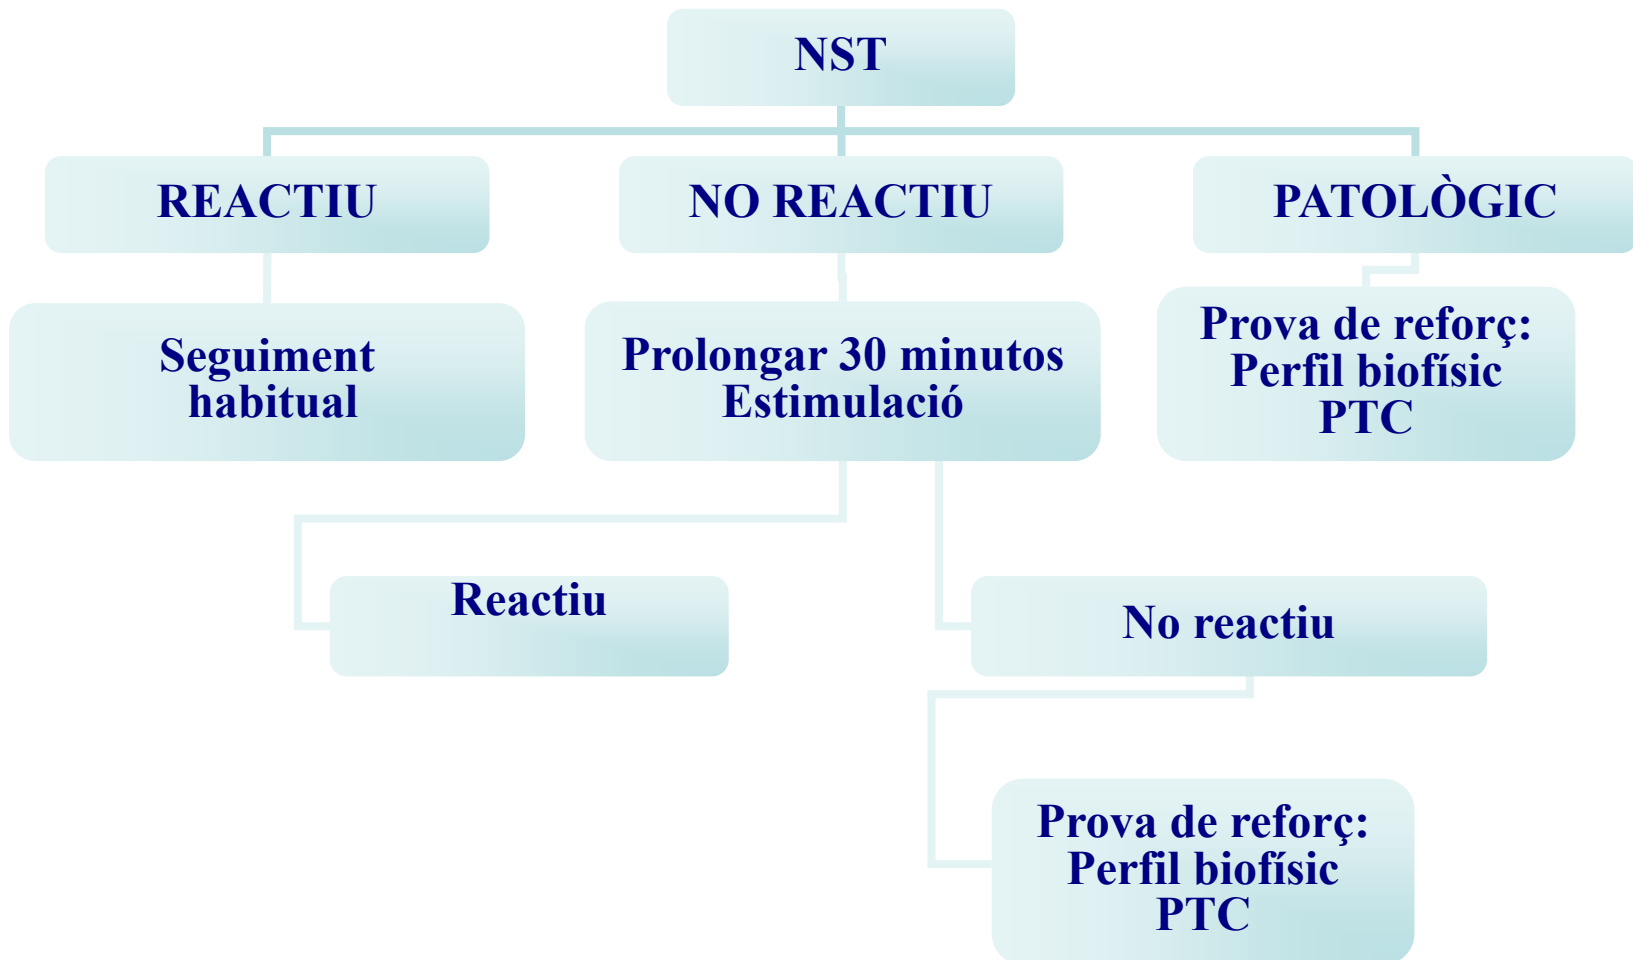 NST
REACTIU
NO REACTIU
PATOLÒGIC
Seguiment
habitual
Prolongar 30 minutos
Estimulació
Prova de reforç:
Perfil biofísic
PTC
Reactiu
No reactiu
Prova de reforç:
Perfil biofísic
PTC